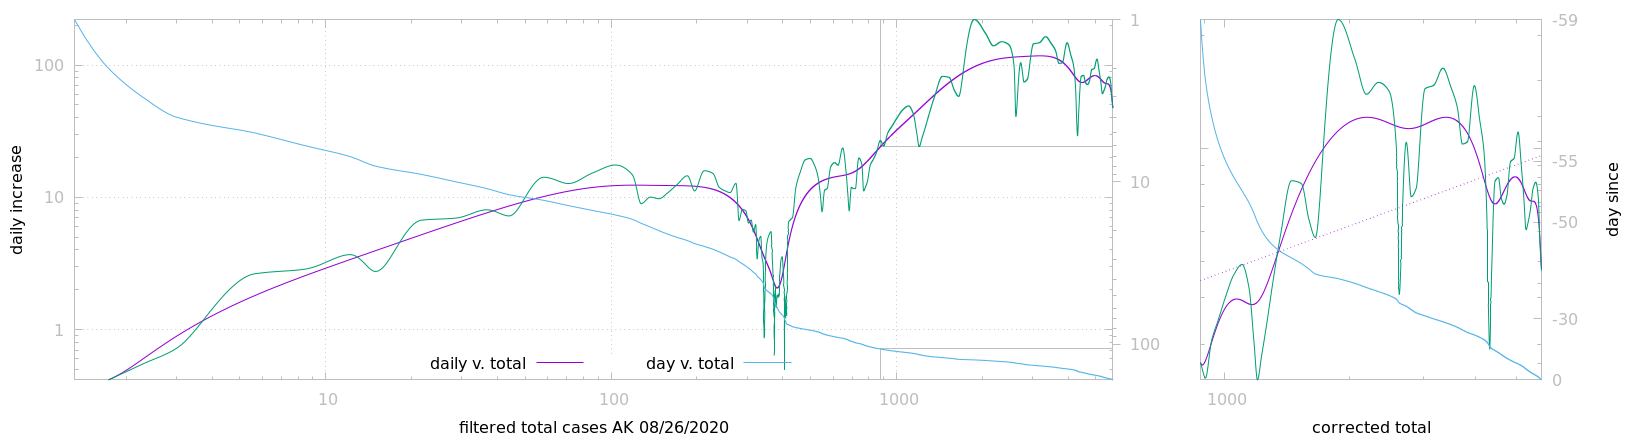 daily increase
100
10
1
daily v. total
day v. total
10
100
1000
filtered total cases AK 08/26/2020
1
10
100
1000
corrected total
-59
-55
-50
-30
0
day since